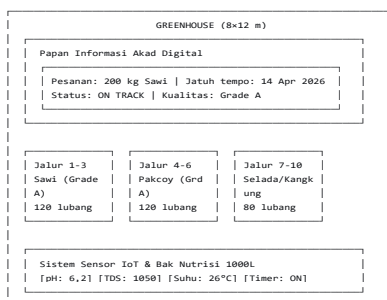 GREENHOUSE (8×12 m)
Papan Informasi Akad Digital
Pesanan: 200 kg Sawi | Jatuh tempo: 14 Apr 2026
Status: ON TRACK | Kualitas: Grade A
Jalur 1-3
Sawi (Grade
A)
120 lubang
Jalur 4-6
Pakcoy (Grd
A)
120 lubang
Jalur 7-10
Selada/Kangk
ung
80 lubang
Sistem Sensor IoT & Bak Nutrisi 1000L
[pH: 6,2] [TDS: 1050] [Suhu: 26°C] [Timer: ON]